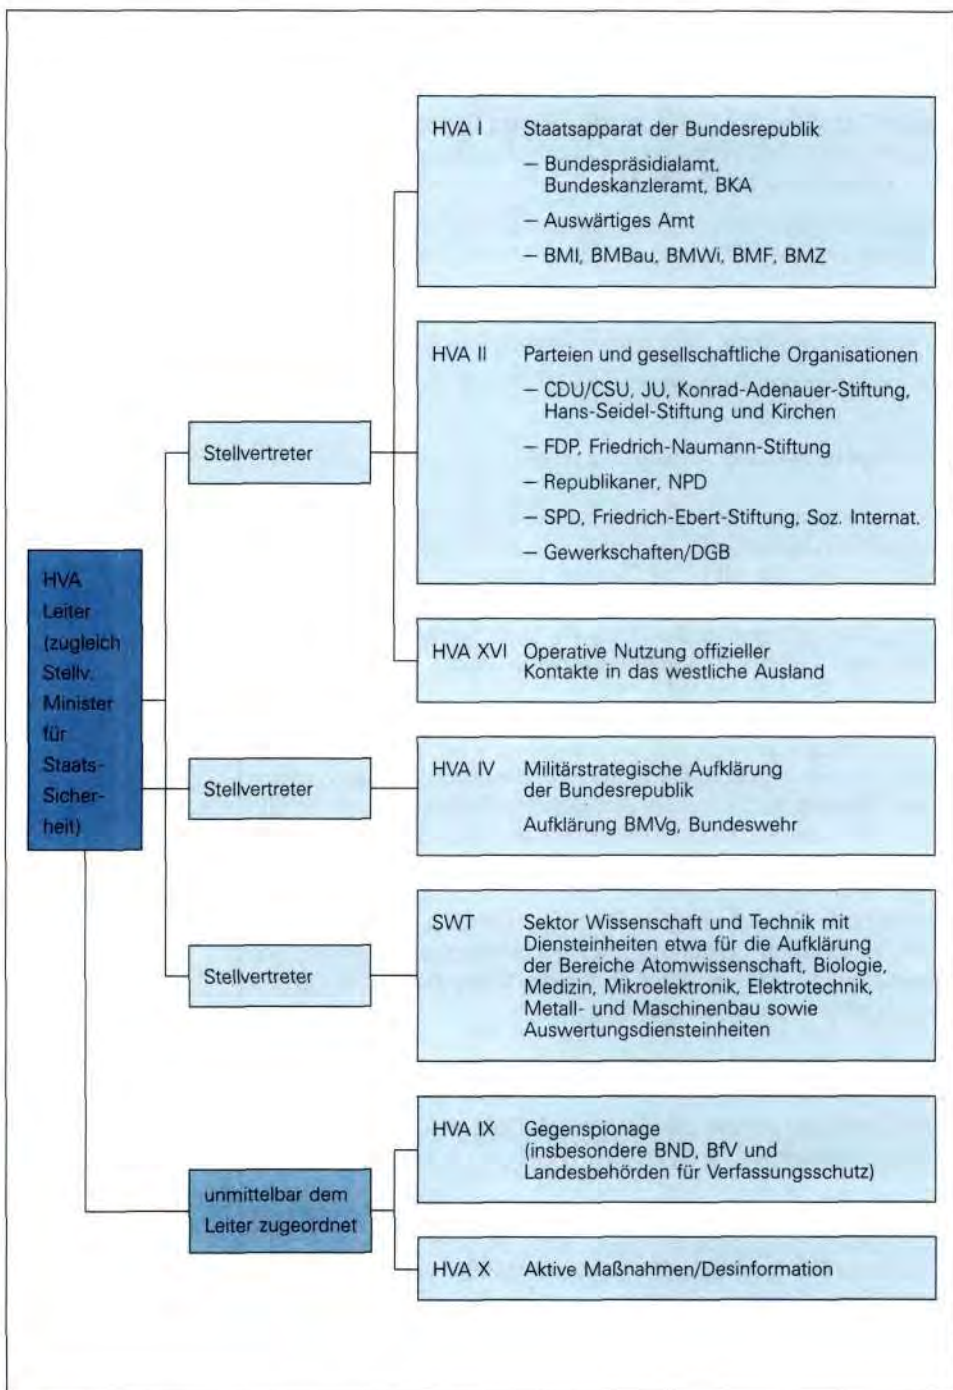 HVA
Leiter
(zugleich
Stellv.
Minister
für
Staats-
Sicher-
heit)
Stellvertreter
HVA I Staatsapparat der Bundesrepublik
– Bundespräsidialamt,
Bundeskanzleramt, BKA
– Auswärtiges Amt
– BMI, BMBau, BMWi, BMF, BMZ
HVA II Parteien und gesellschaftliche Organisationen
– CDU/CSU, JU, Konrad-Adenauer-Stiftung,
Hans-Seidel-Stiftung und Kirchen
– FDP, Friedrich-Naumann-Stiftung
– Republikaner, NPD
– SPD, Friedrich-Ebert-Stiftung, Soz. Internat.
– Gewerkschaften/DGB
HVA XVI Operative Nutzung offizieller
Kontakte in das westliche Ausland
Stellvertreter
HVA IV Militärstrategische Aufklärung
der Bundesrepublik
Aufklärung BMVg, Bundeswehr
Stellvertreter
SWT Sektor Wissenschaft und Technik mit
Diensteinheiten etwa für die Aufklärung
der Bereiche Atomwissenschaft, Biologie,
Medizin, Mikroelektronik, Elektrotechnik,
Metall- und Maschinenbau sowie
Auswertungsdiensteinheiten
unmittelbar dem
Leiter zugeordnet
HVA IX Gegenspionage
(insbesondere BND, BfV und
Landesbehörden für Verfassungsschutz)
HVA X Aktive Maßnahmen/Desinformation